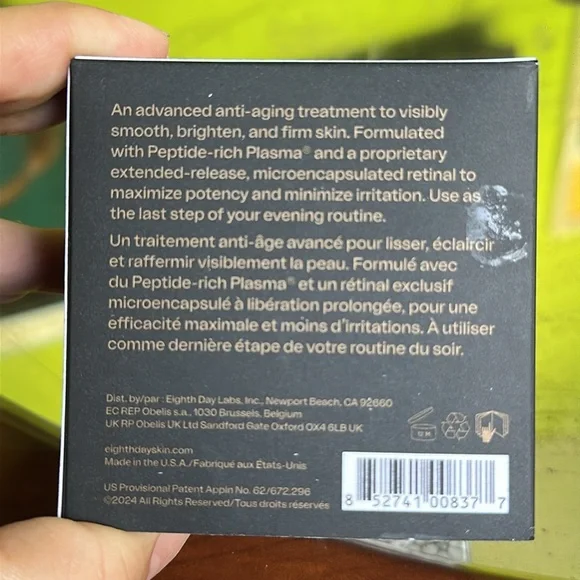 An advanced anti-aging treatment to visibly
smooth, brighten, and firm skin. Formulated
with Peptide-rich Plasma® and a proprietary
extended-release, microencapsulated retinal to
maximize potency and minimize irritation. Use as
the last step of your evening routine.
Un traitement anti-âge avancé pour lisser, éclaircir
et raffermir visiblement la peau. Formulé avec
du Peptide-rich Plasma® et un rétinal exclusif
microencapsulé à libération prolongée, pour une
efficacité maximale et moins d'irritations. À utiliser
comme dernière étape de votre routine du soir.
Dist. by/par : Eighth Day Labs, Inc., Newport Beach, CA 92660
EC REP Obelis s.a., 1030 Brussels, Belgium
UK RP Obelis UK Ltd Sandford Gate Oxford OX4 6LB UK
12 M
eighthdayskin.com
Made in the U.S.A./Fabriqué aux États-Unis
US Provisional Patent Appln No. 62/672,296
©2024 All Rights Reserved/Tous droits réservés
8 52741 00837 7